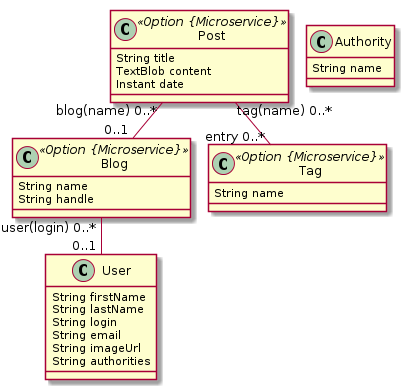 C «Option {Microservice}»
Post
String title
TextBlob content
Instant date
C Authority
String name
blog(name) 0..*
tag(name) 0..*
0..1
entry 0..*
C «Option {Microservice}»
Blog
String name
String handle
C «Option {Microservice}»
Tag
String name
user(login) 0..*
0..1
C User
String firstName
String lastName
String login
String email
String imageUrl
String authorities